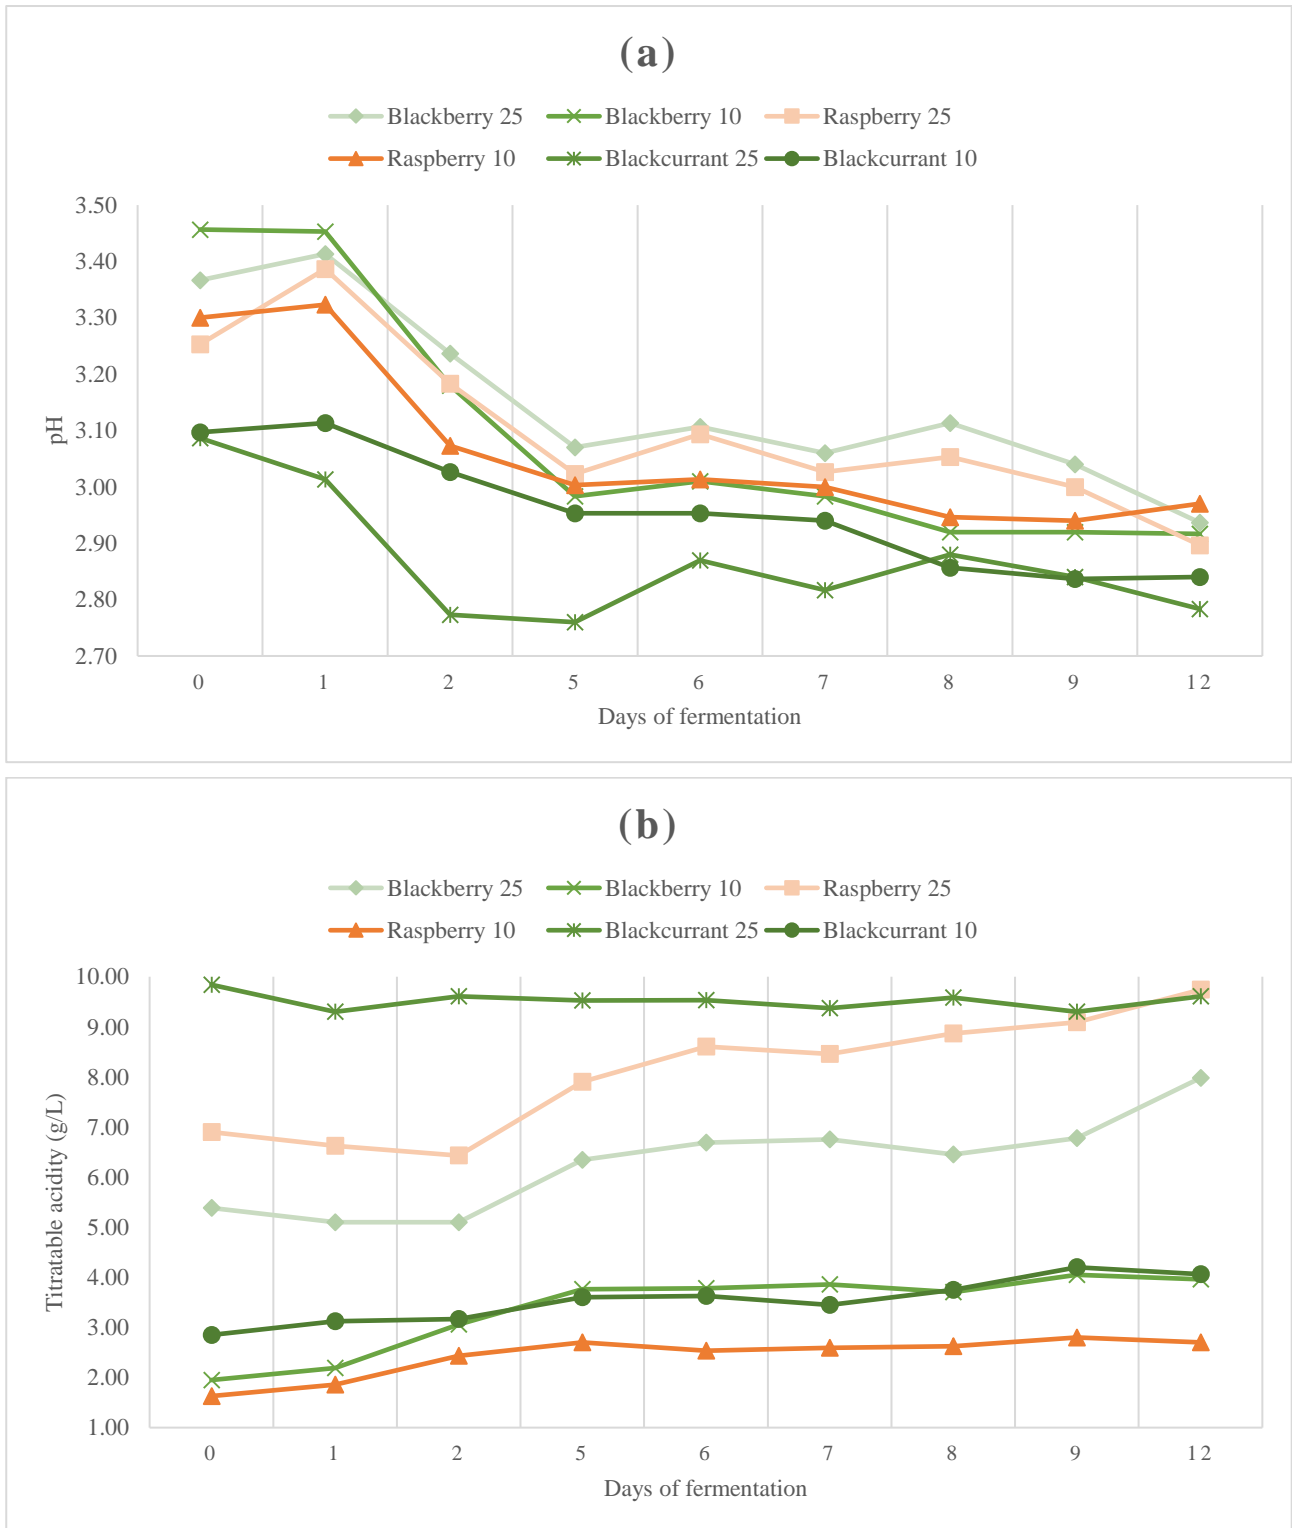 (a)
Blackberry 25 Blackberry 10 Raspberry 25
Raspberry 10 Blackcurrant 25 Blackcurrant 10
3.50
3.40
3.30
3.20
3.10
3.00
2.90
2.80
2.70
pH
0 1 2 5 6 7 8 9 12
Days of fermentation
(b)
Blackberry 25 Blackberry 10 Raspberry 25
Raspberry 10 Blackcurrant 25 Blackcurrant 10
10.00
9.00
8.00
7.00
6.00
5.00
4.00
3.00
2.00
1.00
Titratable acidity (g/L)
0 1 2 5 6 7 8 9 12
Days of fermentation